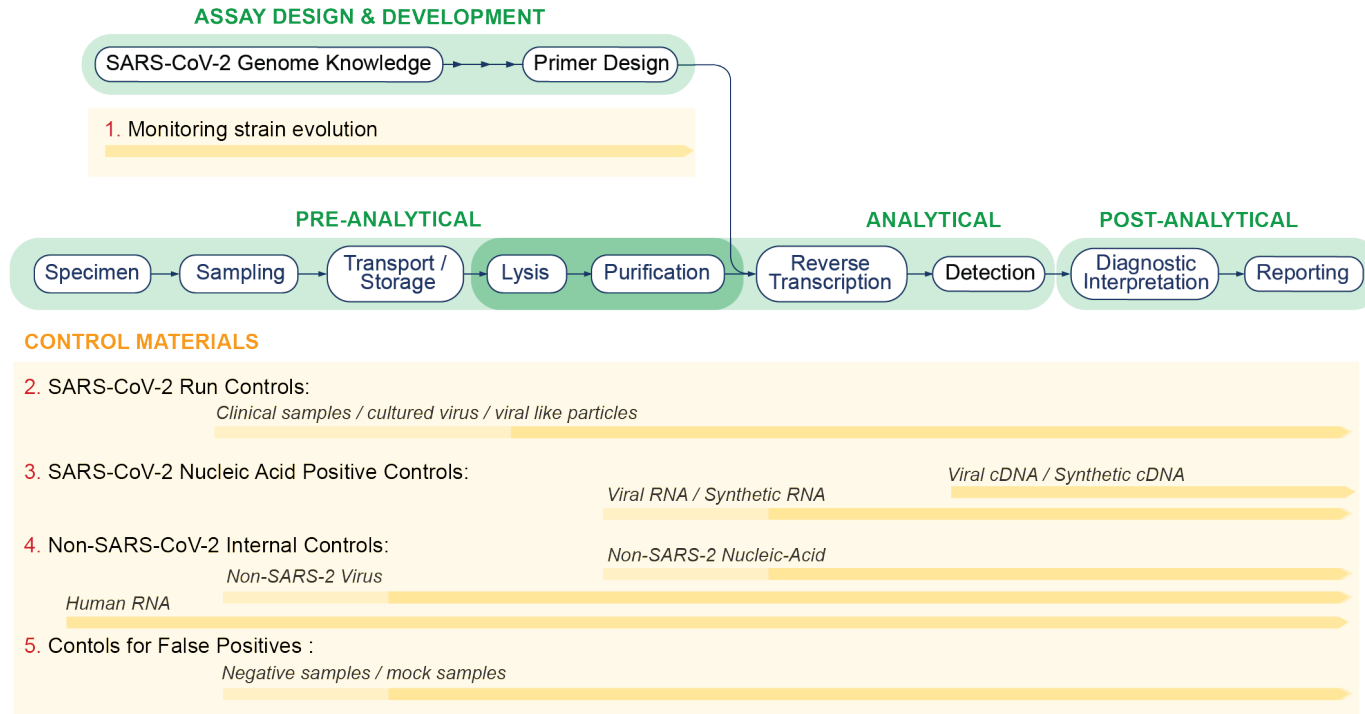 ASSAY DESIGN & DEVELOPMENT
SARS-CoV-2 Genome Knowledge
Primer Design
1. Monitoring strain evolution
PRE-ANALYTICAL
ANALYTICAL
POST-ANALYTICAL
Specimen
Sampling
Transport /
Storage
Lysis
Purification
Reverse
Transcription
Detection
Diagnostic
Interpretation
Reporting
CONTROL MATERIALS
2. SARS-CoV-2 Run Controls:
Clinical samples / cultured virus / viral like particles
3. SARS-CoV-2 Nucleic Acid Positive Controls:
Viral cDNA / Synthetic cDNA
Viral RNA / Synthetic RNA
4. Non-SARS-CoV-2 Internal Controls:
Non-SARS-2 Nucleic-Acid
Non-SARS-2 Virus
Human RNA
5. Contols for False Positives :
Negative samples / mock samples